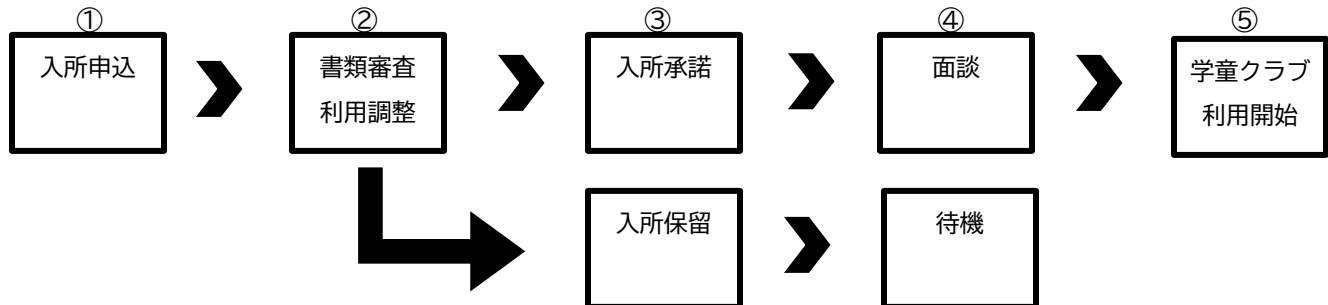 ①
入所申込
②
書類審査
利用調整
③
入所承諾
④
面談
⑤
学童クラブ
利用開始
入所保留
待機